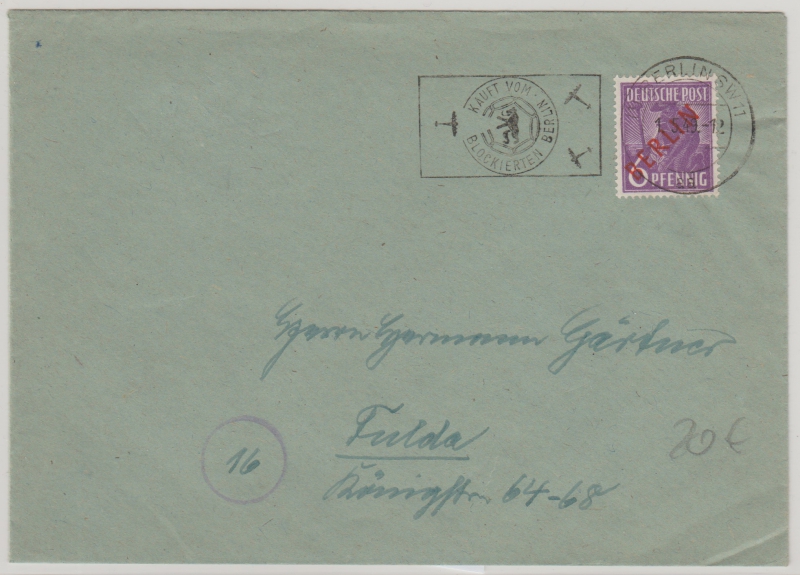 KAUFT VOM
BLOCKIERTEN BERLIN
BERLIN SW 11
-12
DEUTSCHE POST
BERLIN
6 PFENNIG
Herrn Hermann Gärtner
16
Fulda
Königstr. 64-68
20 €